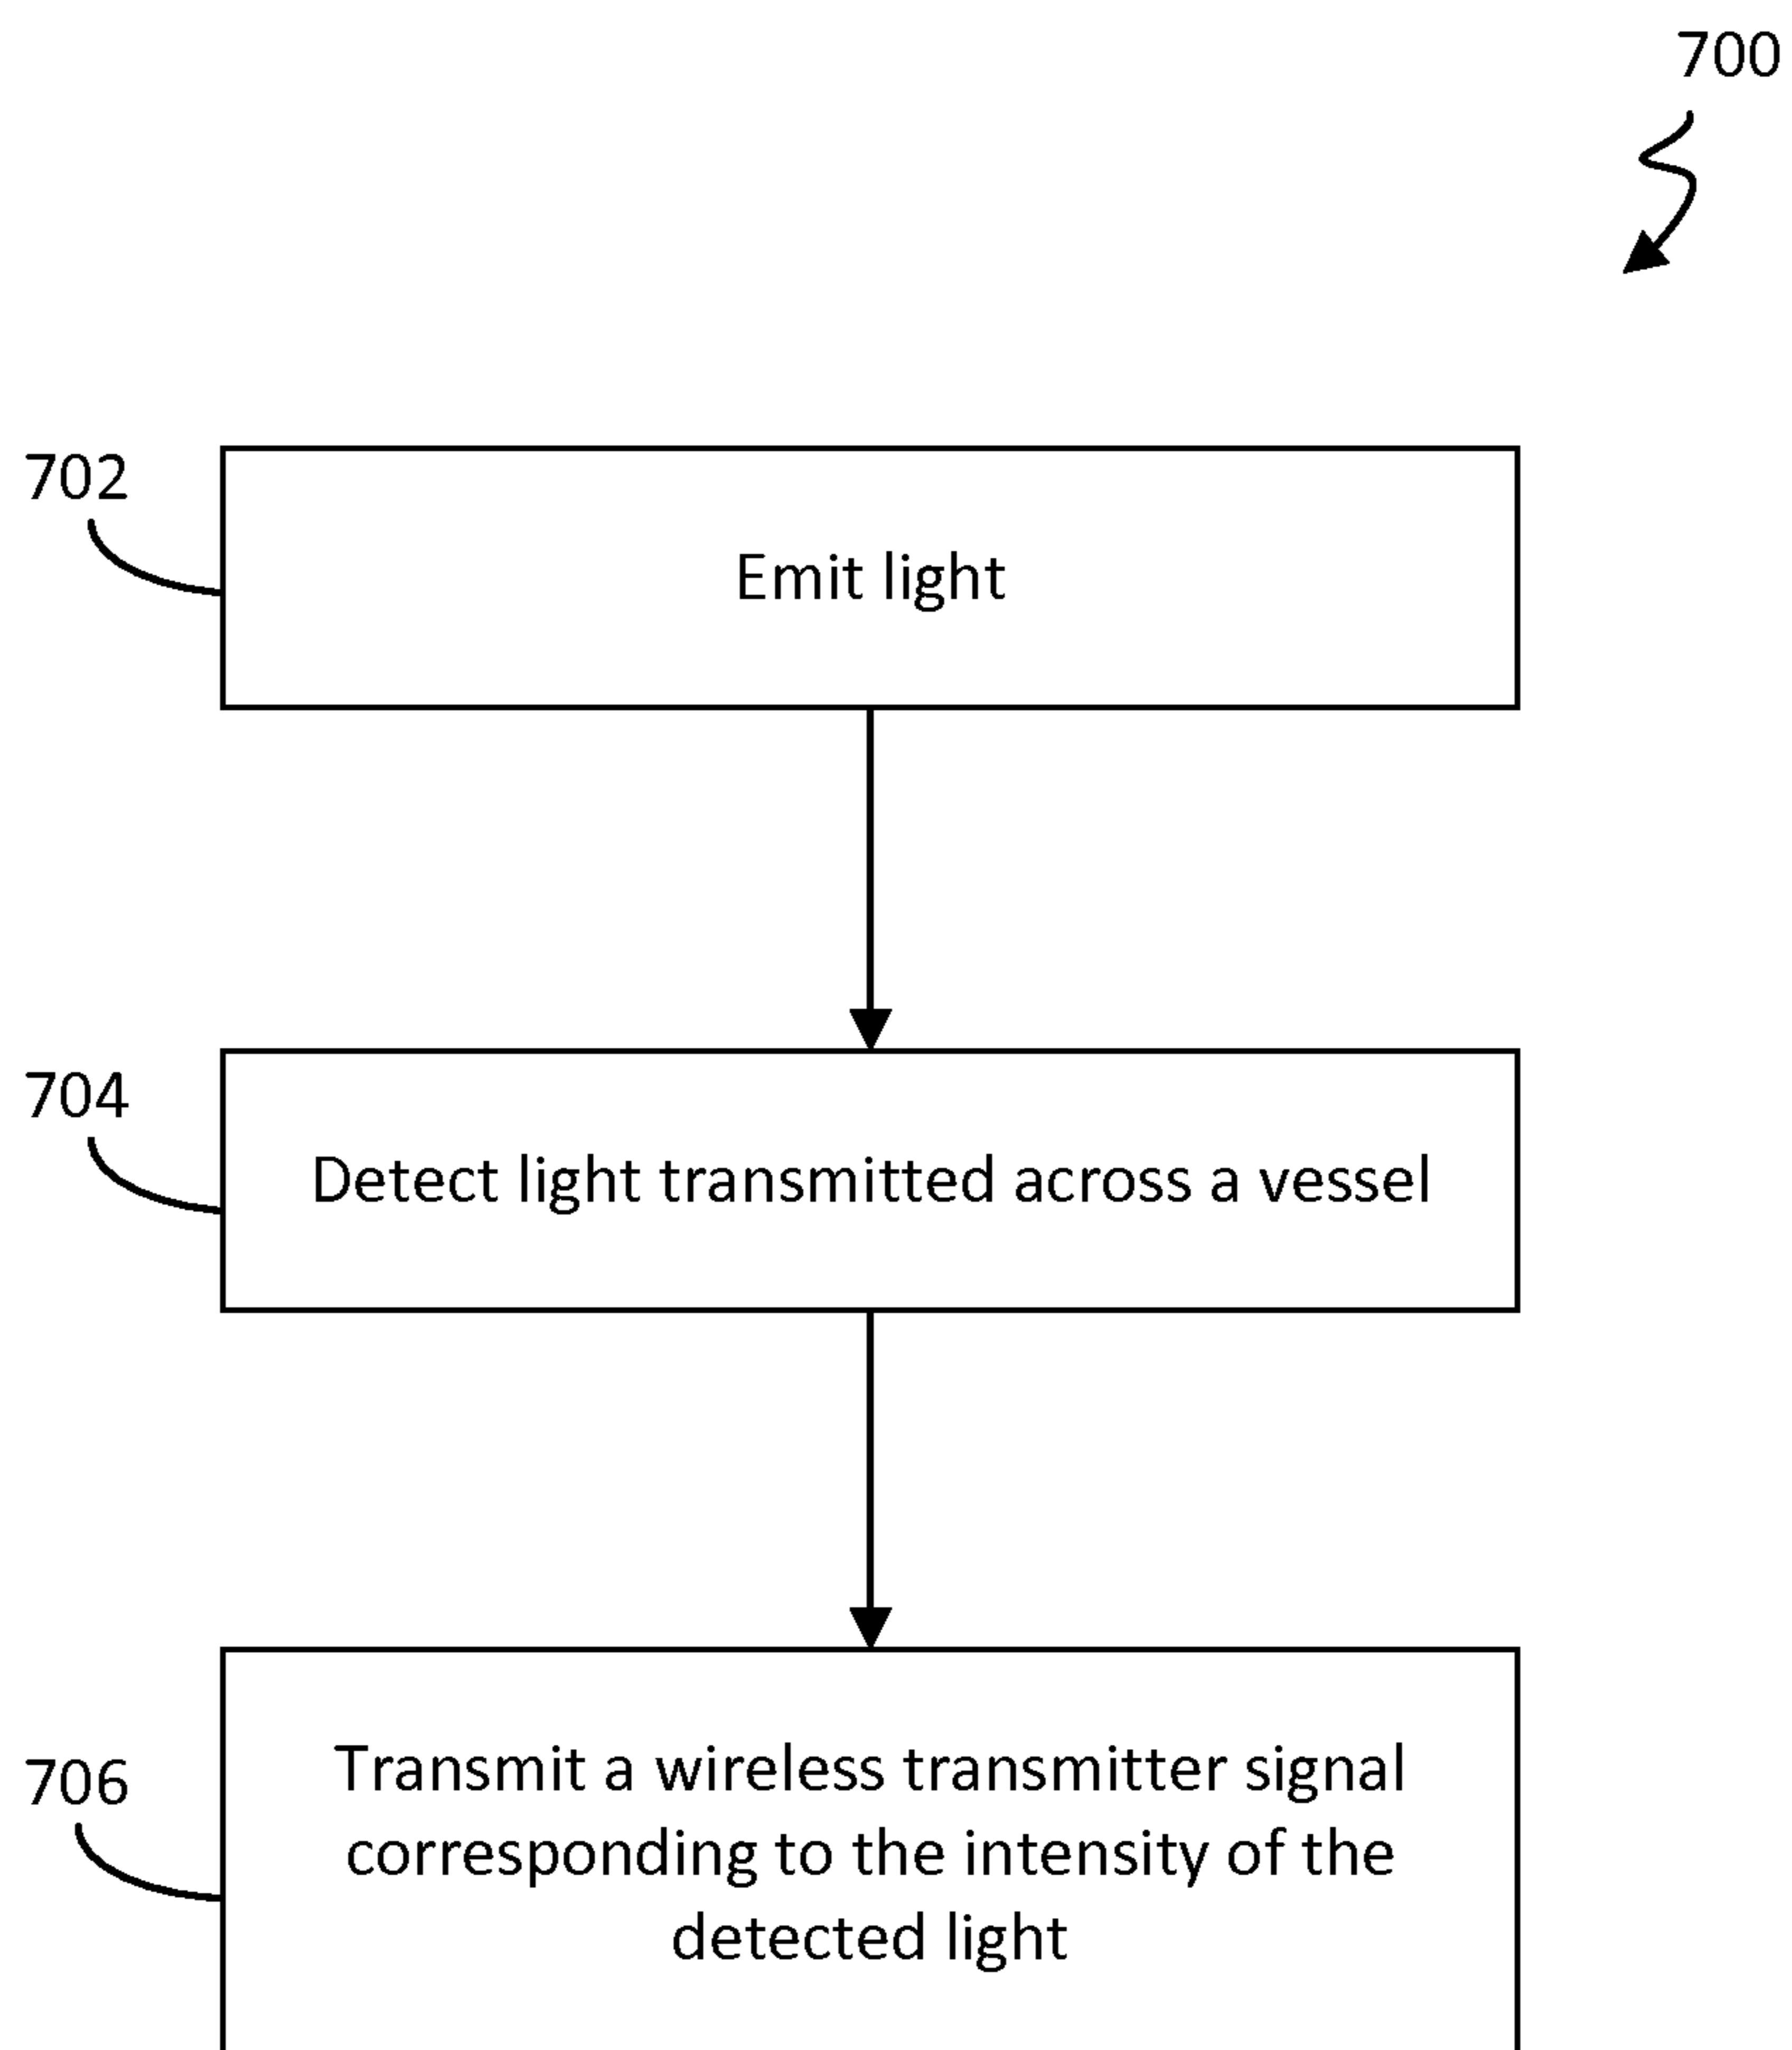 700
702
Emit light
704
Detect light transmitted across a vessel
706
Transmit a wireless transmitter signal
corresponding to the intensity of the
detected light